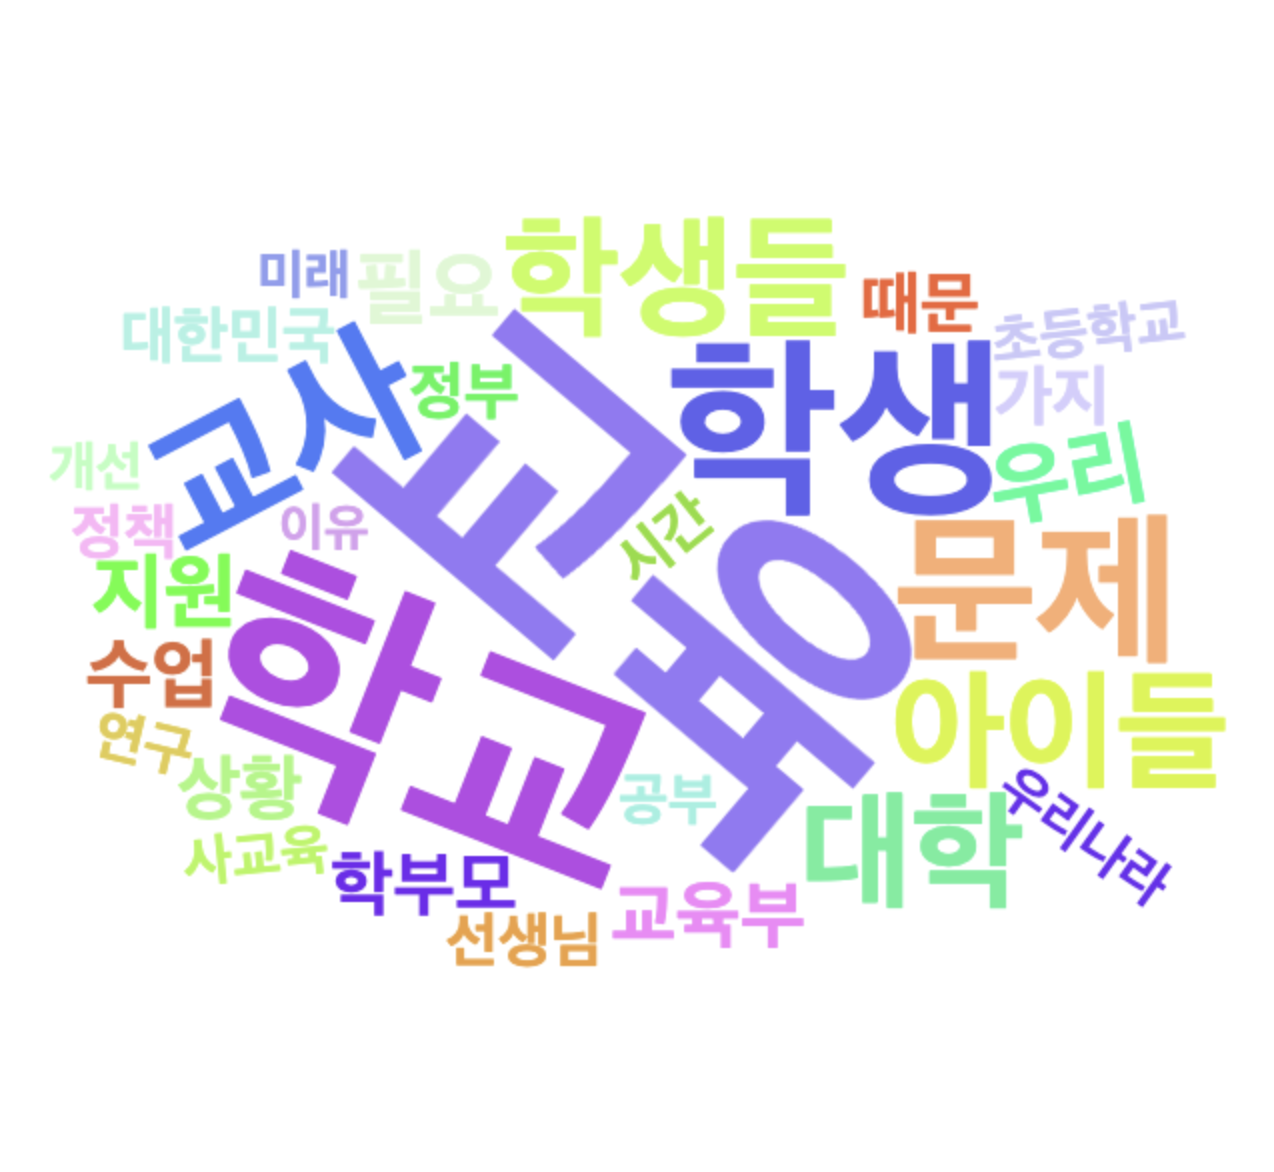 학생들
미래
필요
때문
대한민국
초등학교
교사
정부
학생
가지
개선
우리
정책
이유
시간
교육
문제
지원
학교
수업
아이들
연구
상황
공부
대학
우리나라
사교육
학부모
교육부
선생님